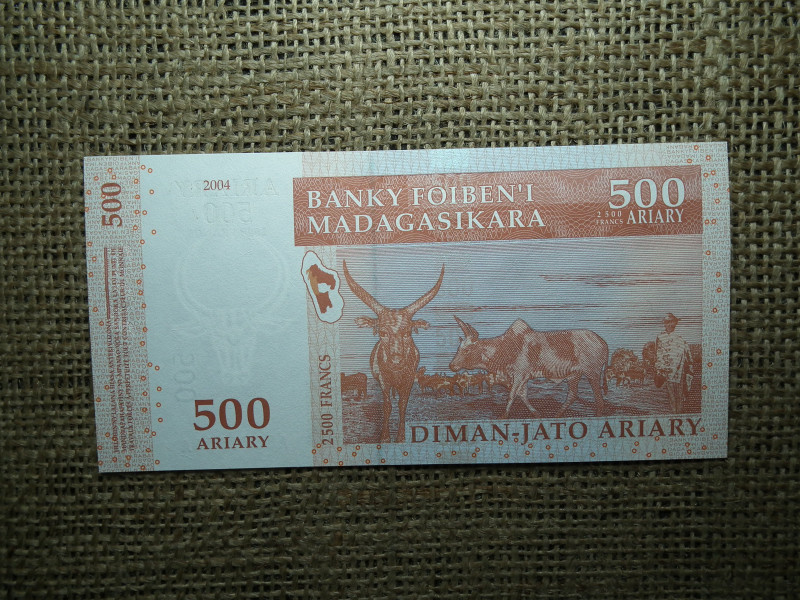 500
2004
BANKY FOIBEN'I
MADAGASIKARA
500
2 500
FRANCS
ARIARY
2 500 FRANCS
500
ARIARY
DIMAN-JATO ARIARY